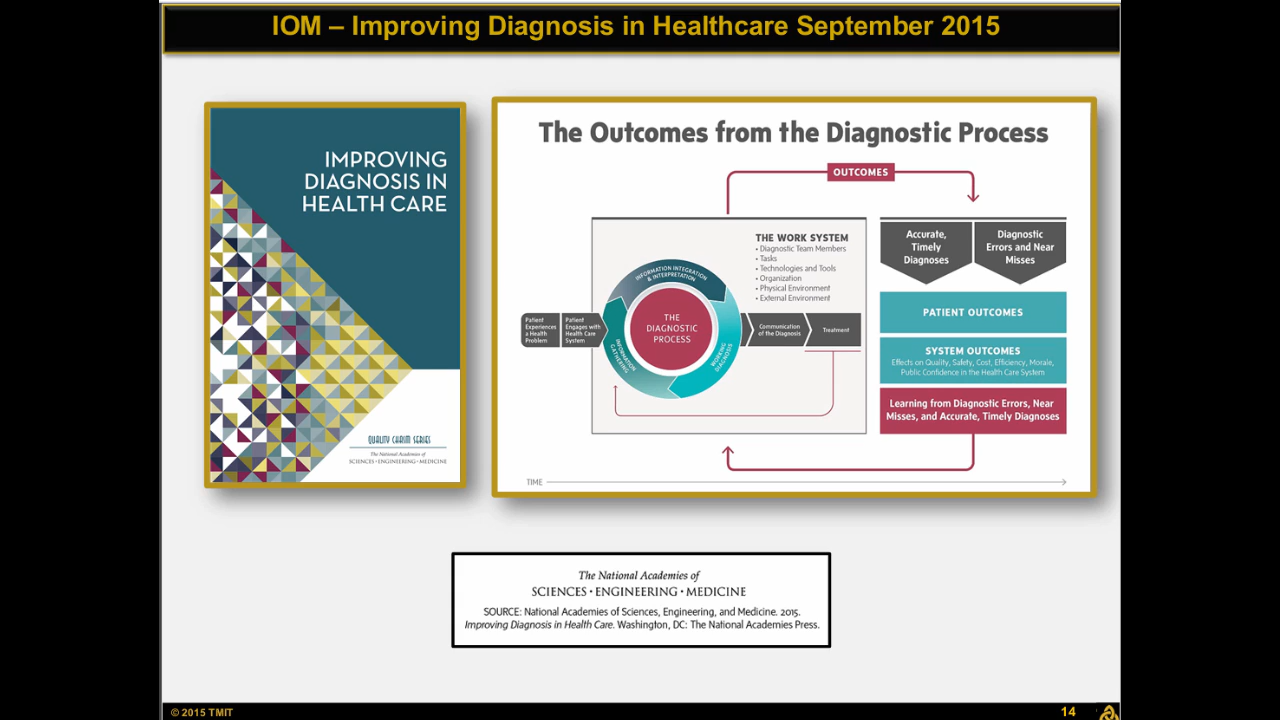 IOM – Improving Diagnosis in Healthcare September 2015
IMPROVING
DIAGNOSIS IN
HEALTH CARE
QUALITY CHASM SERIES
The National Academies of
SCIENCES • ENGINEERING • MEDICINE
The Outcomes from the Diagnostic Process
OUTCOMES
THE WORK SYSTEM
• Diagnostic Team Members
• Tasks
• Technologies and Tools
• Organization
• Physical Environment
• External Environment
Patient
Experiences
a Health
Problem
Patient
Engages with
Health Care
System
INFORMATION INTEGRATION
& INTERPRETATION
INFORMATION
GATHERING
WORKING
DIAGNOSIS
THE
DIAGNOSTIC
PROCESS
Communication
of the Diagnosis
Treatment
Accurate,
Timely
Diagnoses
Diagnostic
Errors and Near
Misses
PATIENT OUTCOMES
SYSTEM OUTCOMES
Effects on Quality, Safety, Cost, Efficiency, Morale,
Public Confidence in the Health Care System
Learning from Diagnostic Errors, Near
Misses, and Accurate, Timely Diagnoses
TIME
The National Academies of
SCIENCES • ENGINEERING • MEDICINE
SOURCE: National Academies of Sciences, Engineering, and Medicine. 2015.
Improving Diagnosis in Health Care. Washington, DC: The National Academies Press.
© 2015 TMIT
14